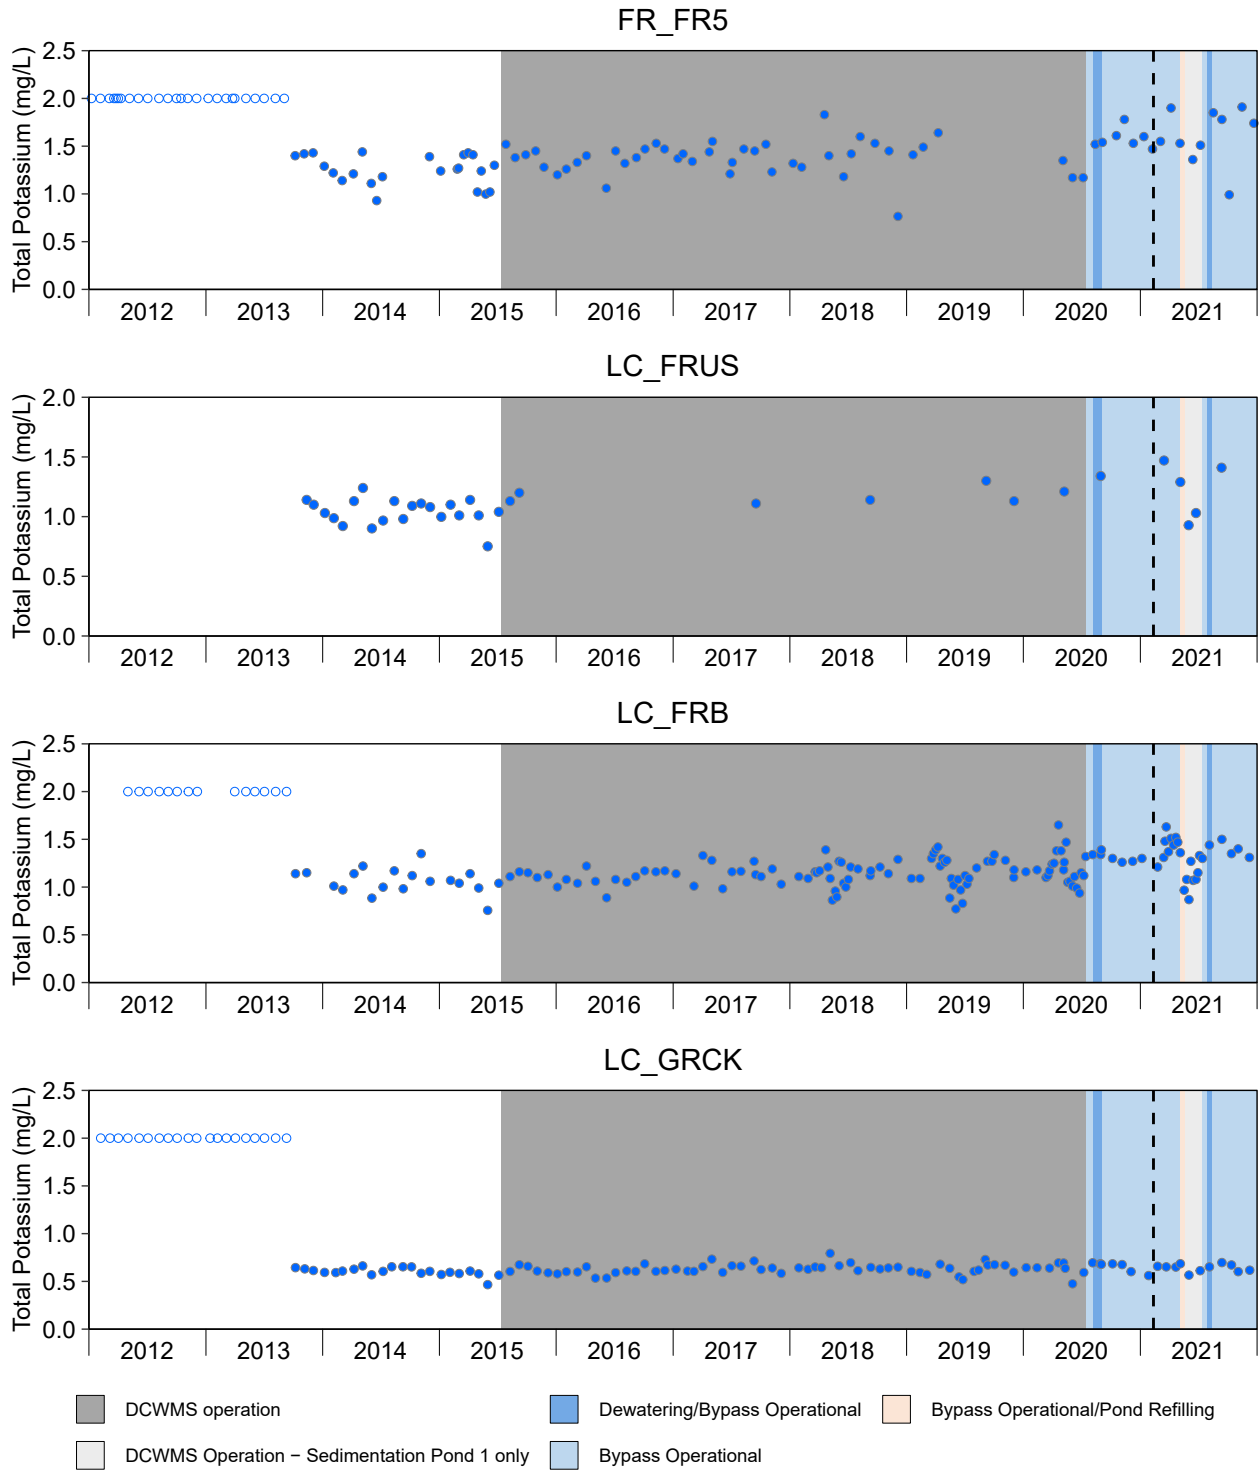 FR_FR5
Total Potassium (mg/L)
2.5
2.0
1.5
1.0
0.5
0.0
2012 2013 2014 2015 2016 2017 2018 2019 2020 2021
LC_FRUS
Total Potassium (mg/L)
2.0
1.5
1.0
0.5
0.0
2012 2013 2014 2015 2016 2017 2018 2019 2020 2021
LC_FRB
Total Potassium (mg/L)
2.5
2.0
1.5
1.0
0.5
0.0
2012 2013 2014 2015 2016 2017 2018 2019 2020 2021
LC_GRCK
Total Potassium (mg/L)
2.5
2.0
1.5
1.0
0.5
0.0
2012 2013 2014 2015 2016 2017 2018 2019 2020 2021
DCWMS operation Dewatering/Bypass Operational Bypass Operational/Pond Refilling
DCWMS Operation − Sedimentation Pond 1 only Bypass Operational